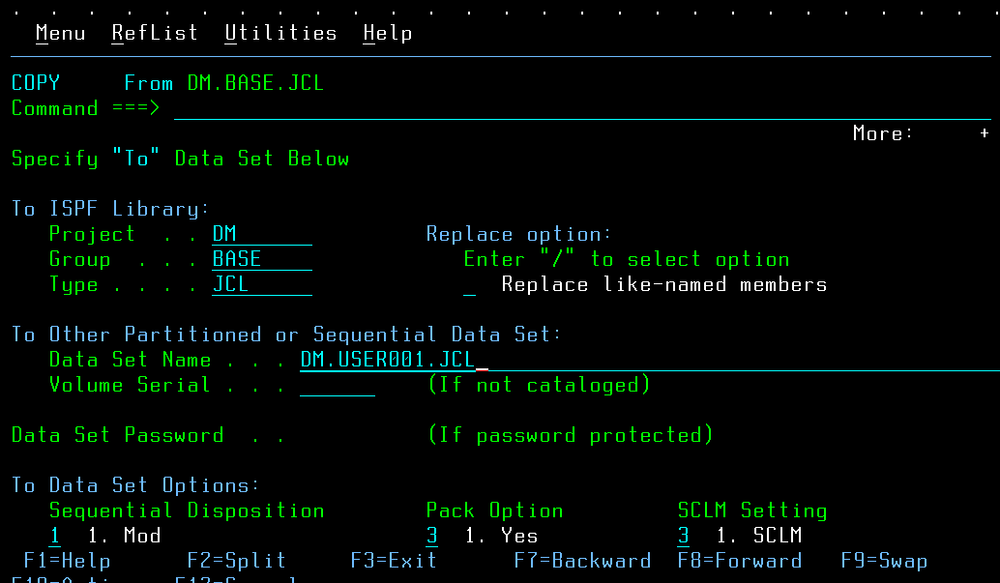 . . . . . . . . . . . . . . . . . . . . . . . . . . .
Menu RefList Utilities Help
COPY From DM.BASE.JCL
Command ===>
More: +
Specify "To" Data Set Below
To ISPF Library:
Project . . DM Replace option:
Group . . . BASE Enter "/" to select option
Type . . . . JCL _ Replace like-named members
To Other Partitioned or Sequential Data Set:
Data Set Name . . . DM.USER001.JCL
Volume Serial . . . (If not cataloged)
Data Set Password . . (If password protected)
To Data Set Options:
Sequential Disposition Pack Option SCLM Setting
1 1. Mod 3 1. Yes 3 1. SCLM
F1=Help F2=Split F3=Exit F7=Backward F8=Forward F9=Swap